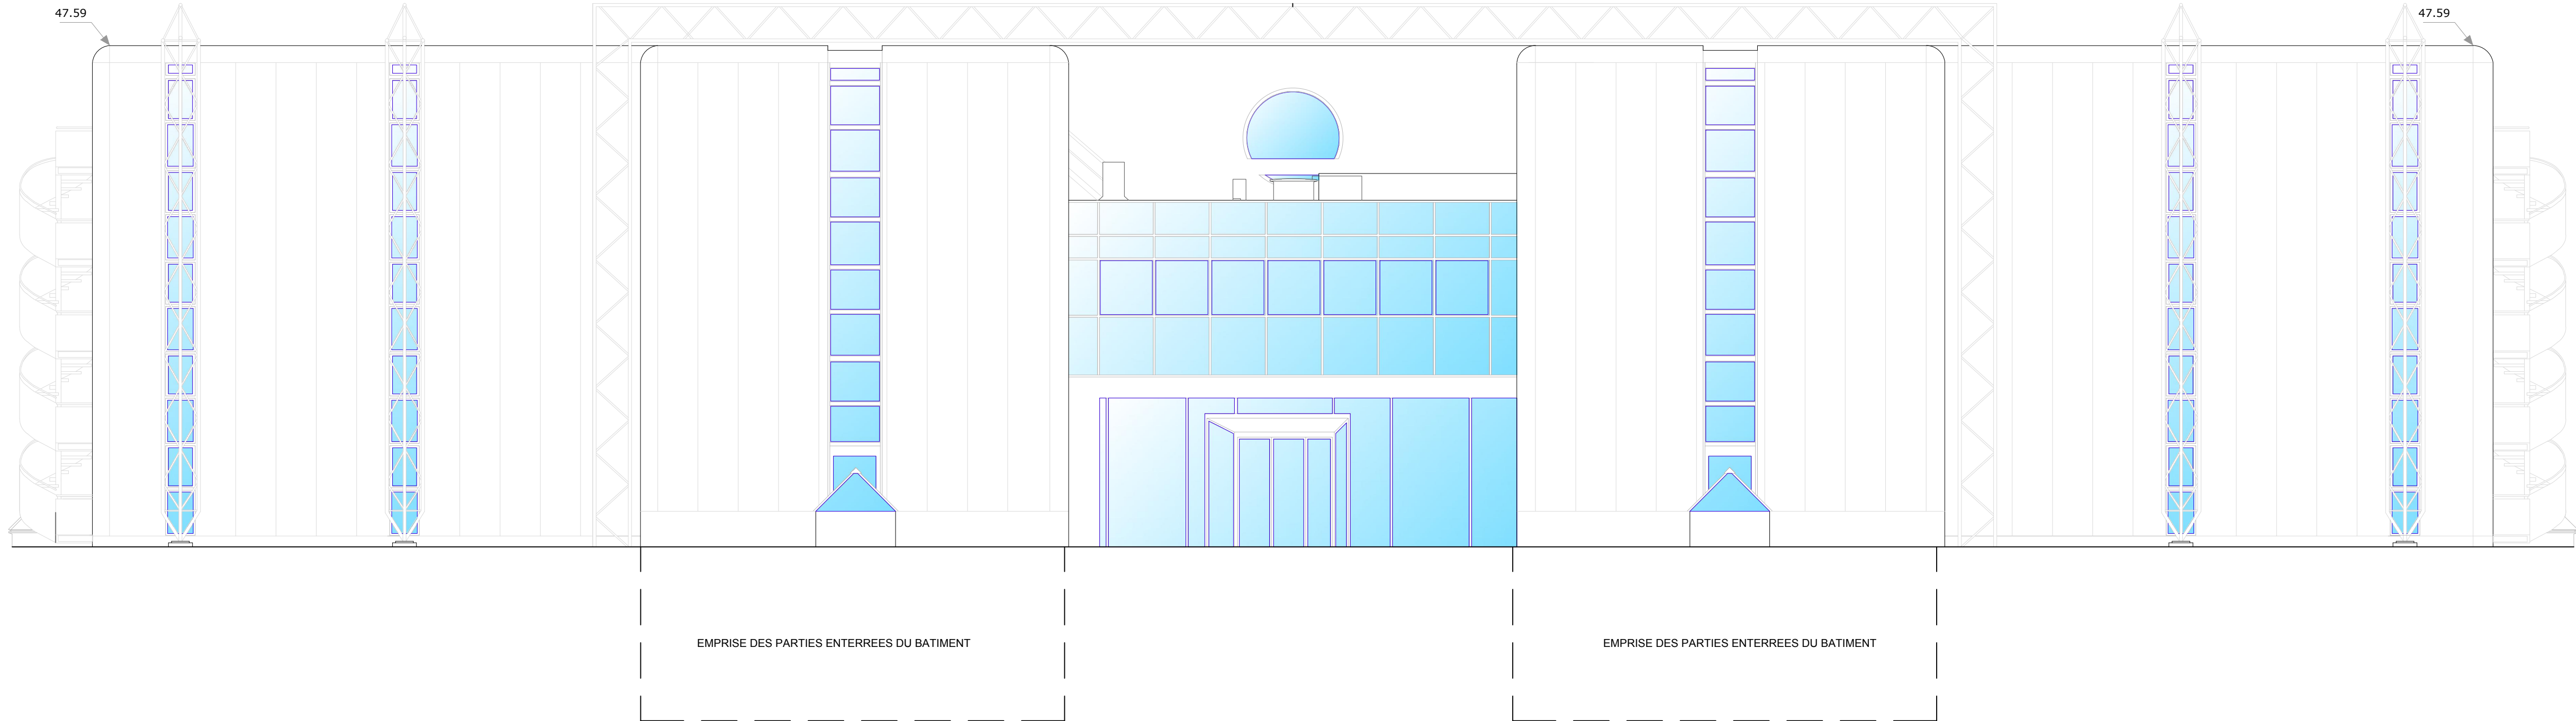 47.59
47.59
EMPRISE DES PARTIES ENTERREES DU BATIMENT
EMPRISE DES PARTIES ENTERREES DU BATIMENT